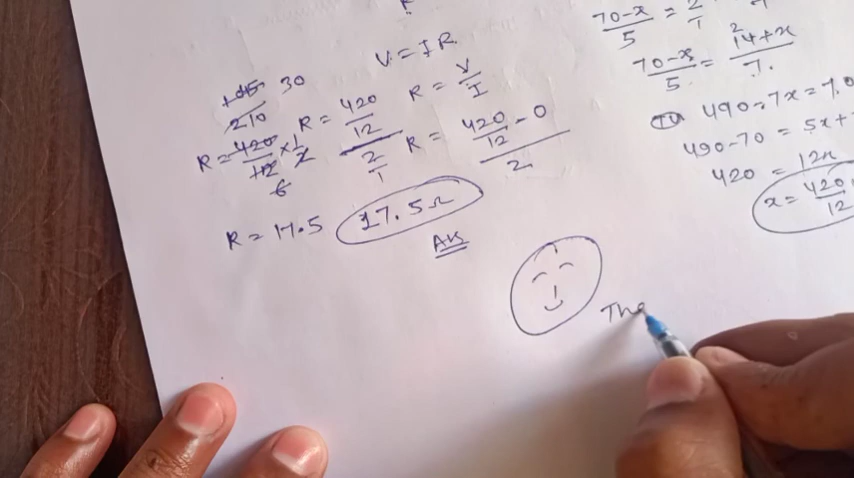 V = IR
30
R = 420/12 / 2/1
R = V/I
R = 420/12 - 0 / 2
R = 420/12 × 1/2
6
R = 17.5
17.5Ω
Ans
70-x/5 = 2/1
70-x/5 = 14+x/7
490-7x = 70
490-70 = 5x+
420 = 12x
x = 420/12
The